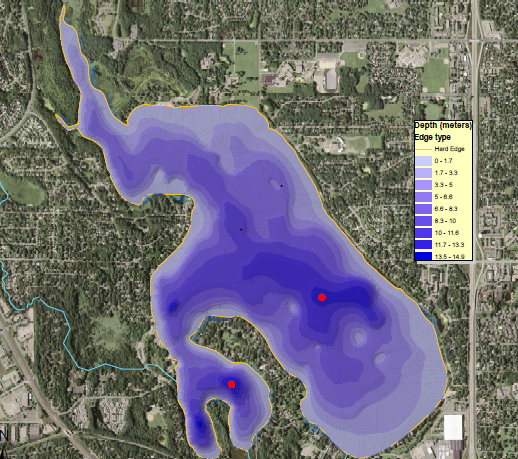 Depth (meters)
Edge type
Hard Edge
0 - 1.7
1.7 - 3.3
3.3 - 5
5 - 6.6
6.6 - 8.3
8.3 - 10
10 - 11.6
11.7 - 13.3
13.5 - 14.9
N